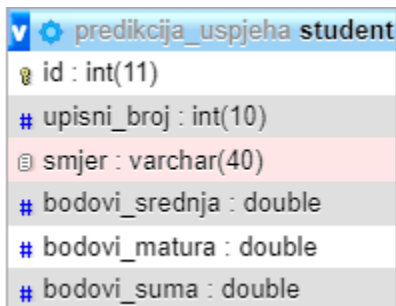 v predikcija_uspjeha student
id : int(11)
# upisni_broj : int(10)
smjer : varchar(40)
# bodovi_srednja : double
# bodovi_matura : double
# bodovi_suma : double